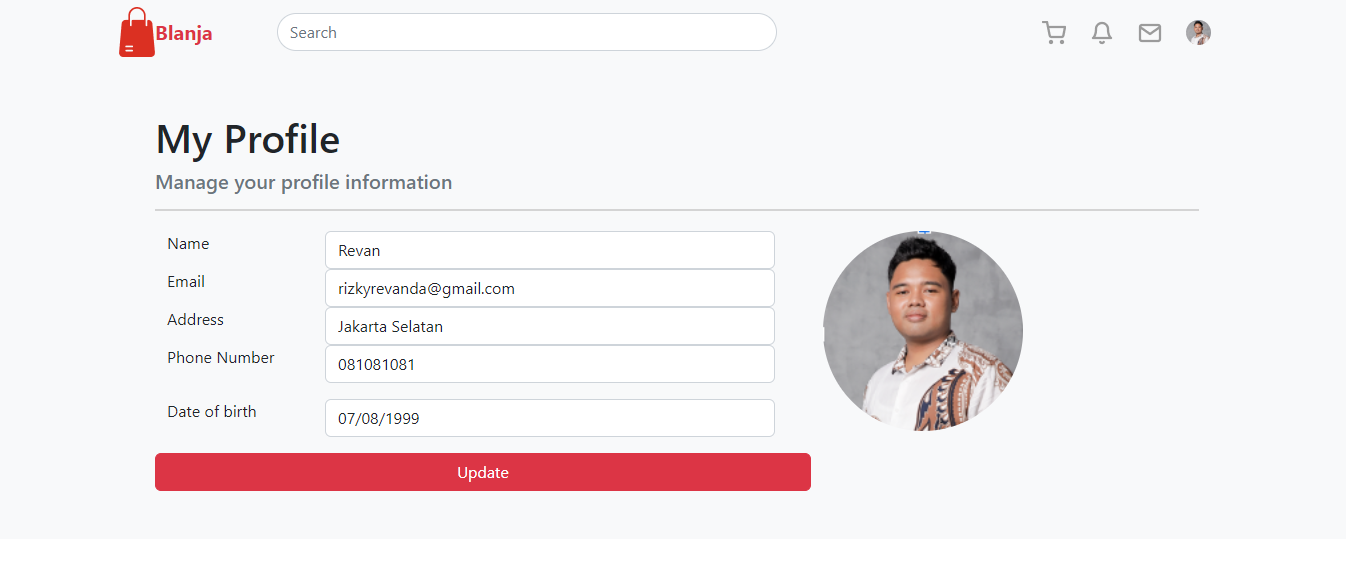 Blanja
Search
My Profile
Manage your profile information
Name
Revan
Email
rizkyrevanda@gmail.com
Address
Jakarta Selatan
Phone Number
081081081
Date of birth
07/08/1999
Update